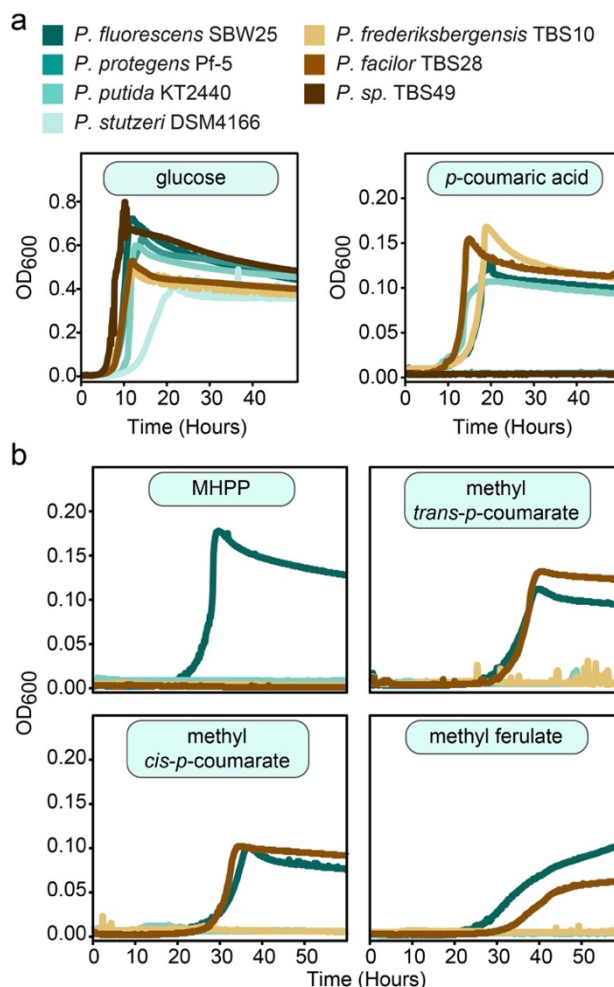 a
P. fluorescens SBW25
P. protegens Pf-5
P. putida KT2440
P. stutzeri DSM4166
P. frederiksbergensis TBS10
P. facilor TBS28
P. sp. TBS49
glucose
OD600
0.8
0.6
0.4
0.2
0.0
0 10 20 30 40
Time (Hours)
p-coumaric acid
OD600
0.20
0.15
0.10
0.05
0.00
0 10 20 30 40
Time (Hours)
b
MHPP
0.20
0.15
0.10
0.05
0.00
methyl
trans-p-coumarate
OD600
methyl
cis-p-coumarate
0.20
0.15
0.10
0.05
0.00
0 10 20 30 40 50
methyl ferulate
0 10 20 30 40 50
Time (Hours)